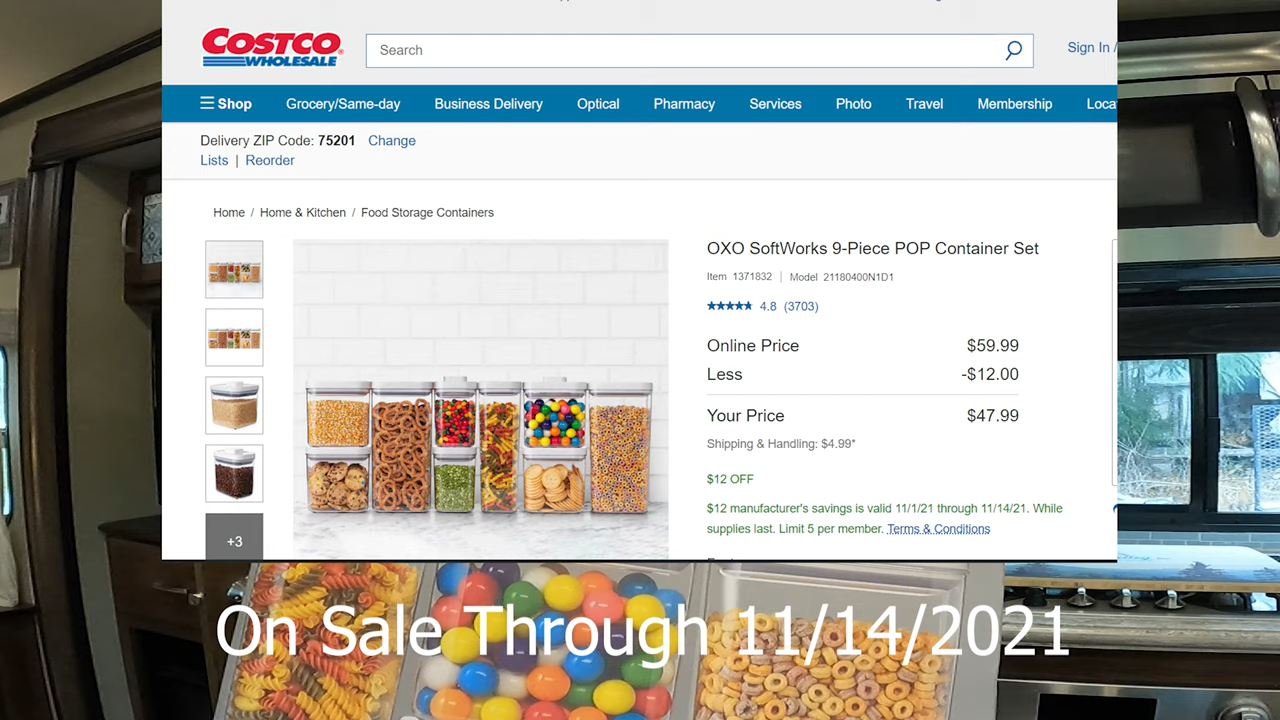 COSTCO
WHOLESALE
Search
Sign In /
Shop
Grocery/Same-day
Business Delivery
Optical
Pharmacy
Services
Photo
Travel
Membership
Loca
Delivery ZIP Code: 75201 Change
Lists | Reorder
Home / Home & Kitchen / Food Storage Containers
OXO SoftWorks 9-Piece POP Container Set
Item 1371832 | Model 21180400N1D1
4.8 (3703)
Online Price $59.99
Less -$12.00
Your Price $47.99
Shipping & Handling: $4.99*
$12 OFF
$12 manufacturer's savings is valid 11/1/21 through 11/14/21. While
supplies last. Limit 5 per member. Terms & Conditions
+3
On Sale Through 11/14/2021